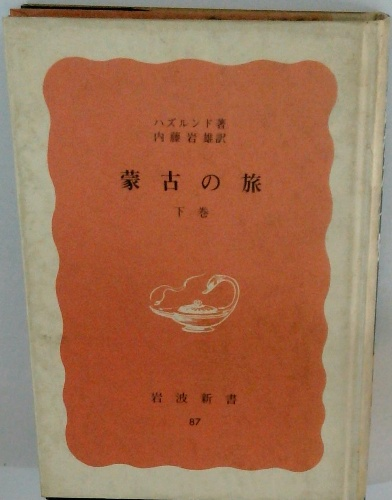 ハズルンド著
内藤岩雄訳
蒙古の旅
下巻
岩波新書
87